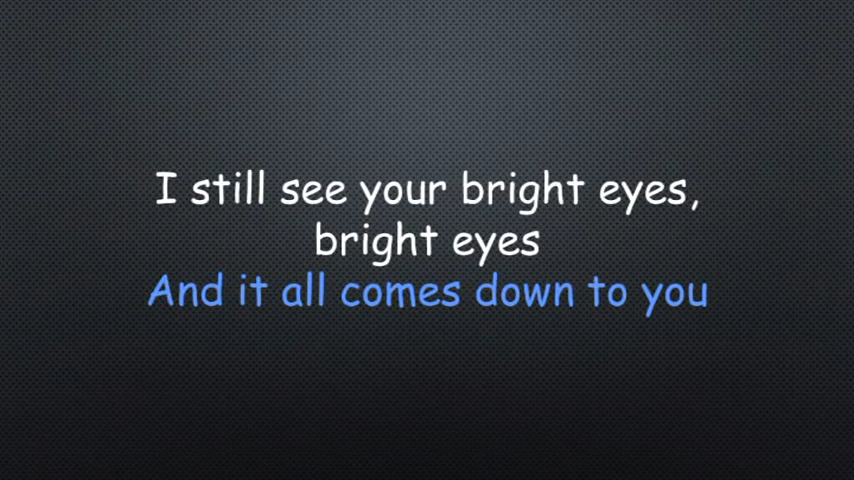 I still see your bright eyes,
bright eyes
And it all comes down to you